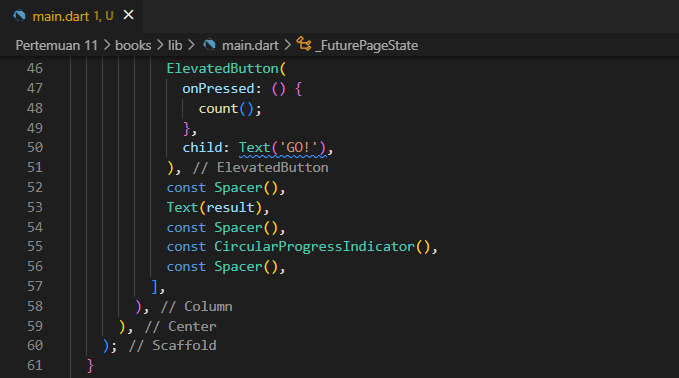 main.dart 1, U
Pertemuan 11 > books > lib > main.dart > _FuturePageState
46 ElevatedButton(
47 onPressed: () {
48 count();
49 },
50 child: Text('GO!'),
51 ), // ElevatedButton
52 const Spacer(),
53 Text(result),
54 const Spacer(),
55 const CircularProgressIndicator(),
56 const Spacer(),
57 ],
58 ), // Column
59 ), // Center
60 ); // Scaffold
61 }